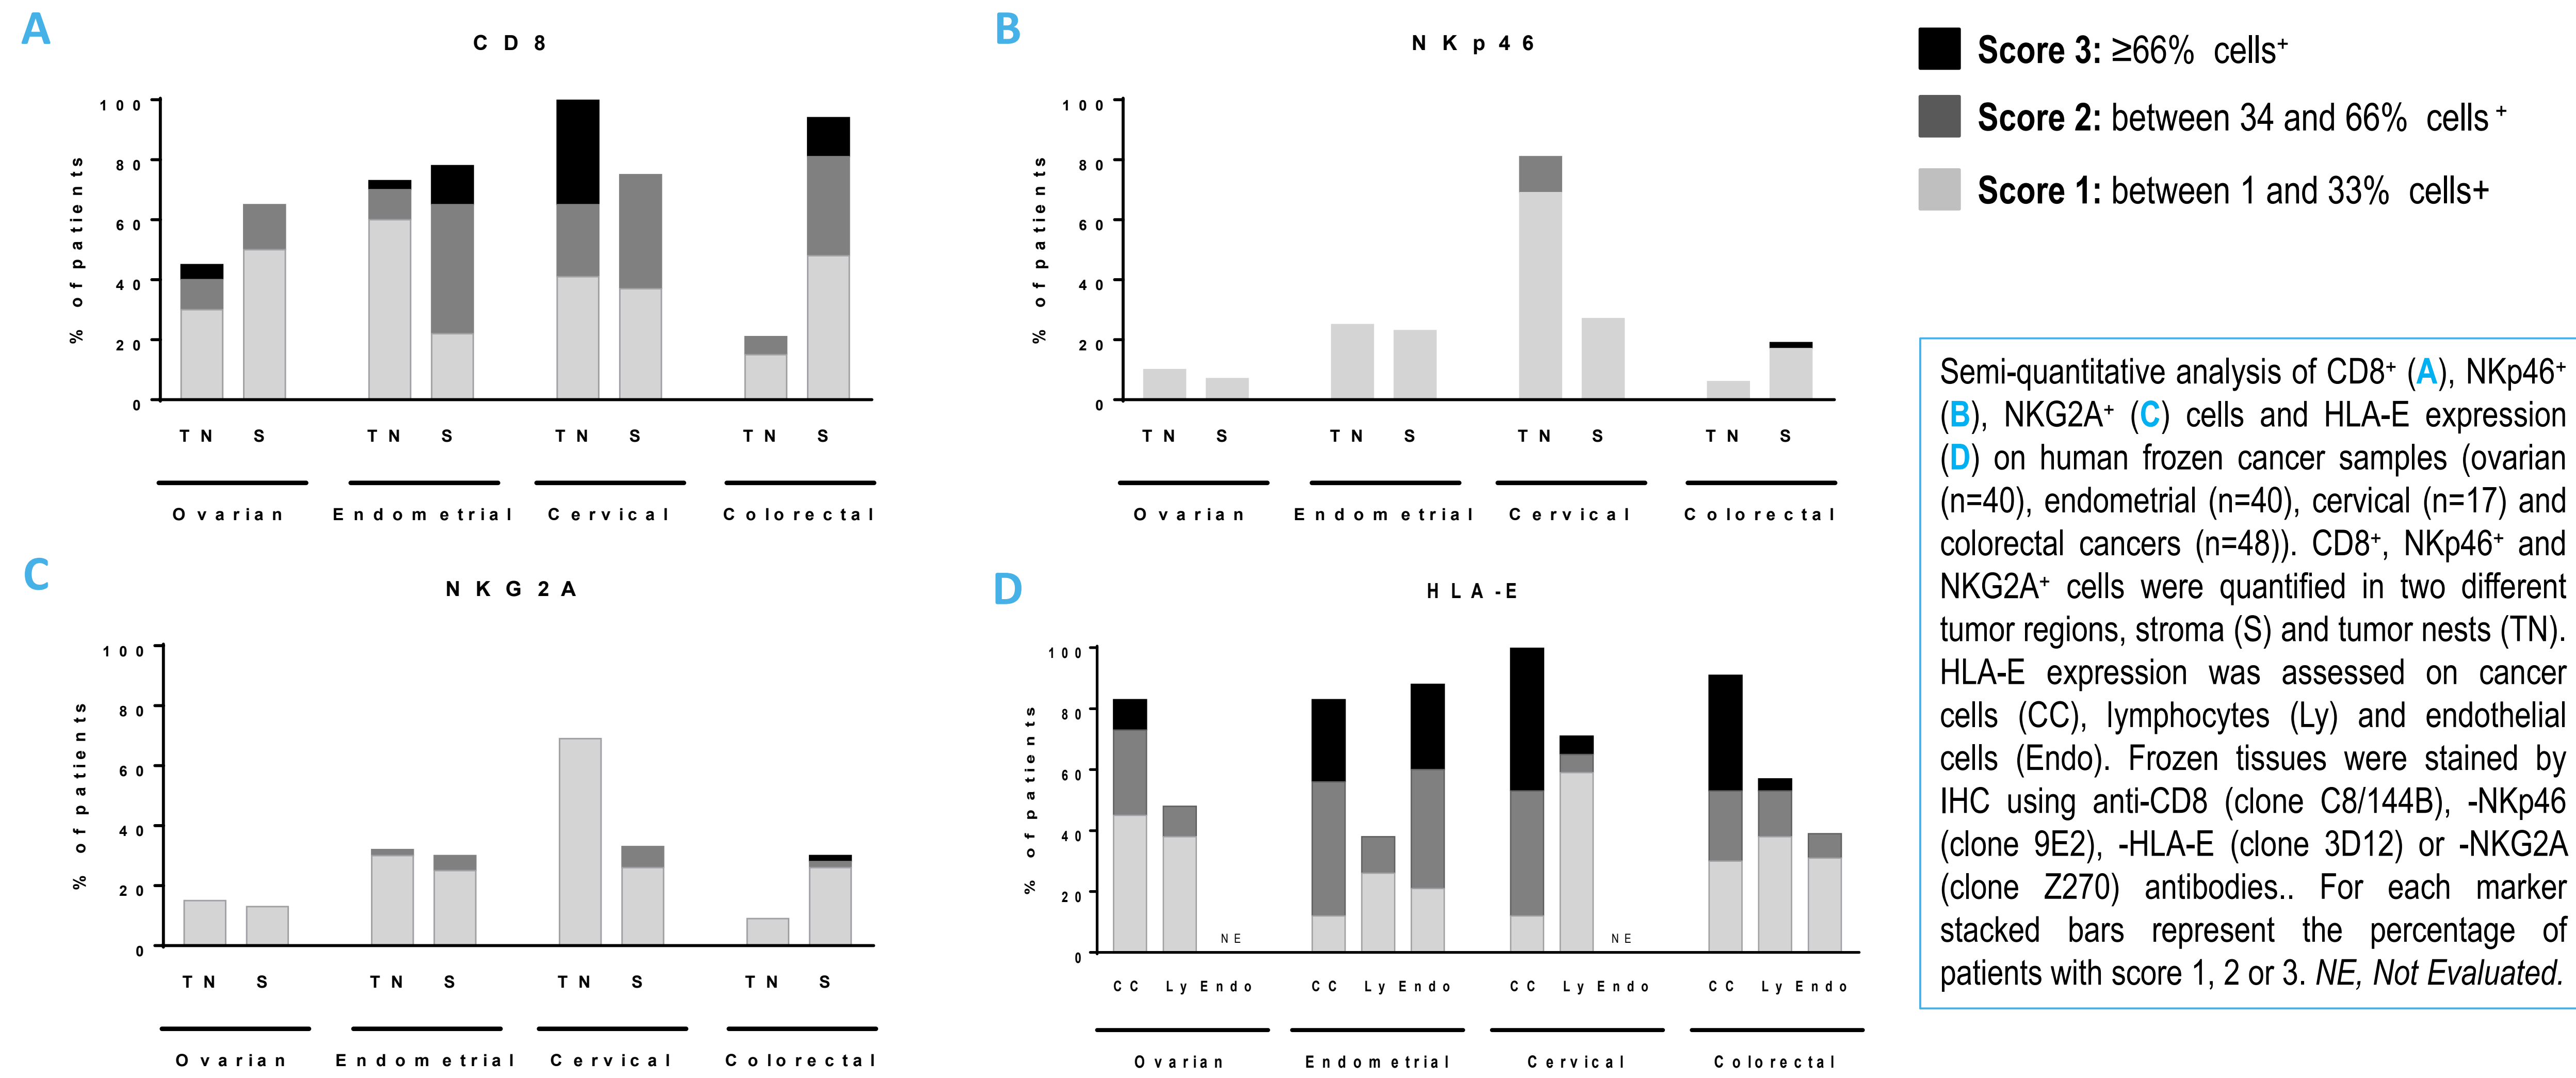 A
CD8
% of patients
100
80
60
40
20
0
TN S TN S TN S TN S
Ovarian Endometrial Cervical Colorectal
B
NKp46
% of patients
100
80
60
40
20
0
TN S TN S TN S TN S
Ovarian Endometrial Cervical Colorectal
Score 3: ≥66% cells+
Score 2: between 34 and 66% cells +
Score 1: between 1 and 33% cells+
C
NKG2A
% of patients
100
80
60
40
20
0
TN S TN S TN S TN S
Ovarian Endometrial Cervical Colorectal
D
HLA-E
% of patients
100
80
60
40
20
0
NE NE
CC Ly Endo CC Ly Endo CC Ly Endo CC Ly Endo
Ovarian Endometrial Cervical Colorectal
Semi-quantitative analysis of CD8+ (A), NKp46+
(B), NKG2A+ (C) cells and HLA-E expression
(D) on human frozen cancer samples (ovarian
(n=40), endometrial (n=40), cervical (n=17) and
colorectal cancers (n=48)). CD8+, NKp46+ and
NKG2A+ cells were quantified in two different
tumor regions, stroma (S) and tumor nests (TN).
HLA-E expression was assessed on cancer
cells (CC), lymphocytes (Ly) and endothelial
cells (Endo). Frozen tissues were stained by
IHC using anti-CD8 (clone C8/144B), -NKp46
(clone 9E2), -HLA-E (clone 3D12) or -NKG2A
(clone Z270) antibodies.. For each marker
stacked bars represent the percentage of
patients with score 1, 2 or 3. NE, Not Evaluated.